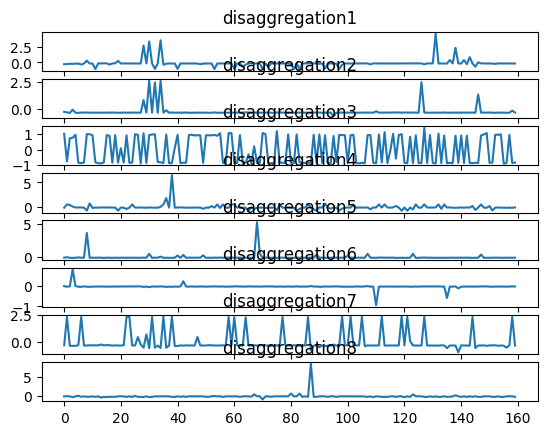 disaggregation1
2.5
0.0
disaggregation2
2.5
0.0
disaggregation3
1
0
−1
disaggregation4
5
0
disaggregation5
5
0
disaggregation6
0
−1
disaggregation7
2.5
0.0
disaggregation8
5
0
0 20 40 60 80 100 120 140 160